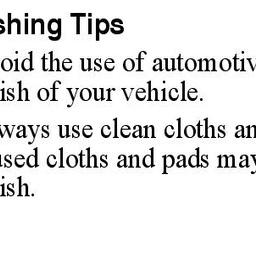 shing Tips
oid the use of automotiv
ish of your vehicle.
ways use clean cloths an
used cloths and pads may
ish.